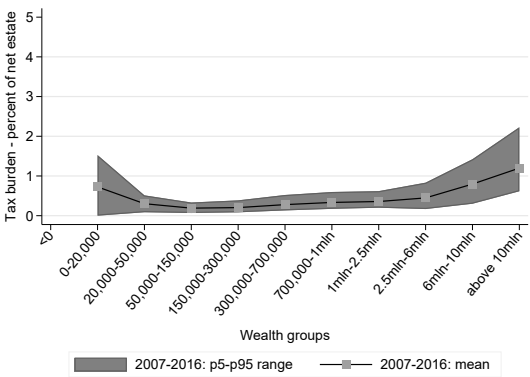 Tax burden - percent of net estate
5
4
3
2
1
0
<0
0-20,000
20,000-50,000
50,000-150,000
150,000-300,000
300,000-700,000
700,000-1mln
1mln-2.5mln
2.5mln-6mln
6mln-10mln
above 10mln
Wealth groups
2007-2016: p5-p95 range
2007-2016: mean